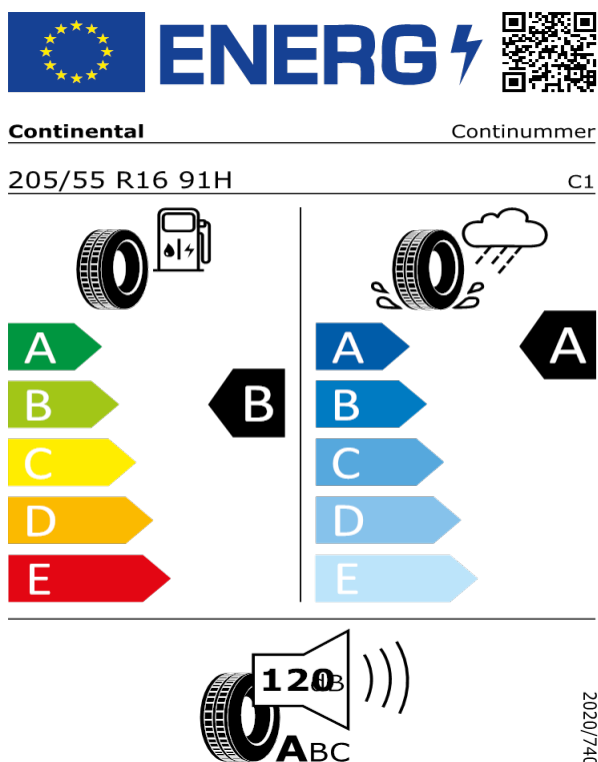 ENERG
Continental
Continummer
205/55 R16 91H
C1
A
B
C
D
E
B
A
B
C
D
E
A
120 dB
ABC
2020/740